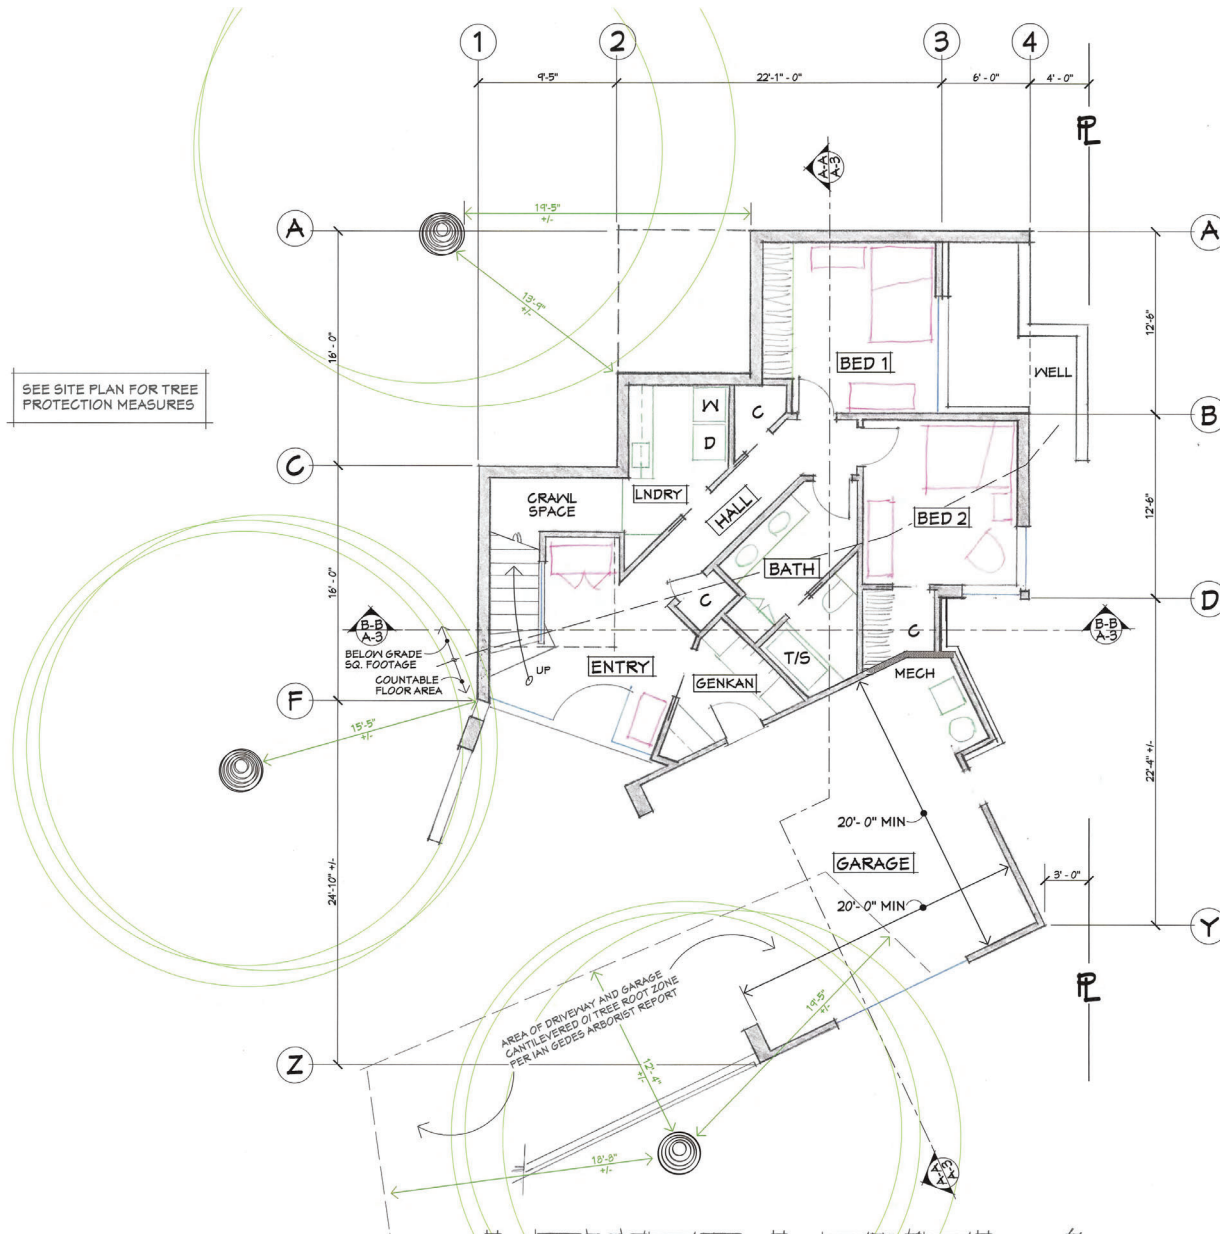 1
2
3
4
9'-5"
22'-1" - 0"
6' - 0"
4' - 0"
PL
A-A
A-3
A
19'-5"
+/-
A
13'-9"
+/-
16' - 0"
12'-6"
BED 1
WELL
SEE SITE PLAN FOR TREE
PROTECTION MEASURES
W
C
D
B
C
CRAWL
SPACE
LNDRY
HALL
BED 2
12'-6"
BATH
16' - 0"
C
D
B-B
A-3
C
B-B
A-3
BELOW GRADE
SQ. FOOTAGE
COUNTABLE
FLOOR AREA
UP
ENTRY
GENKAN
T/S
MECH
F
15'-5"
+/-
22'-4" +/-
20'- 0" MIN
GARAGE
20'- 0" MIN
3' - 0"
24'-10" +/-
Y
AREA OF DRIVEWAY AND GARAGE
CANTILEVERED O/ TREE ROOT ZONE
PER IAN GEDES ARBORIST REPORT
19'-5"
+/-
PL
12'- 4"
+/-
Z
18'-8"
+/-
A-A
A-3